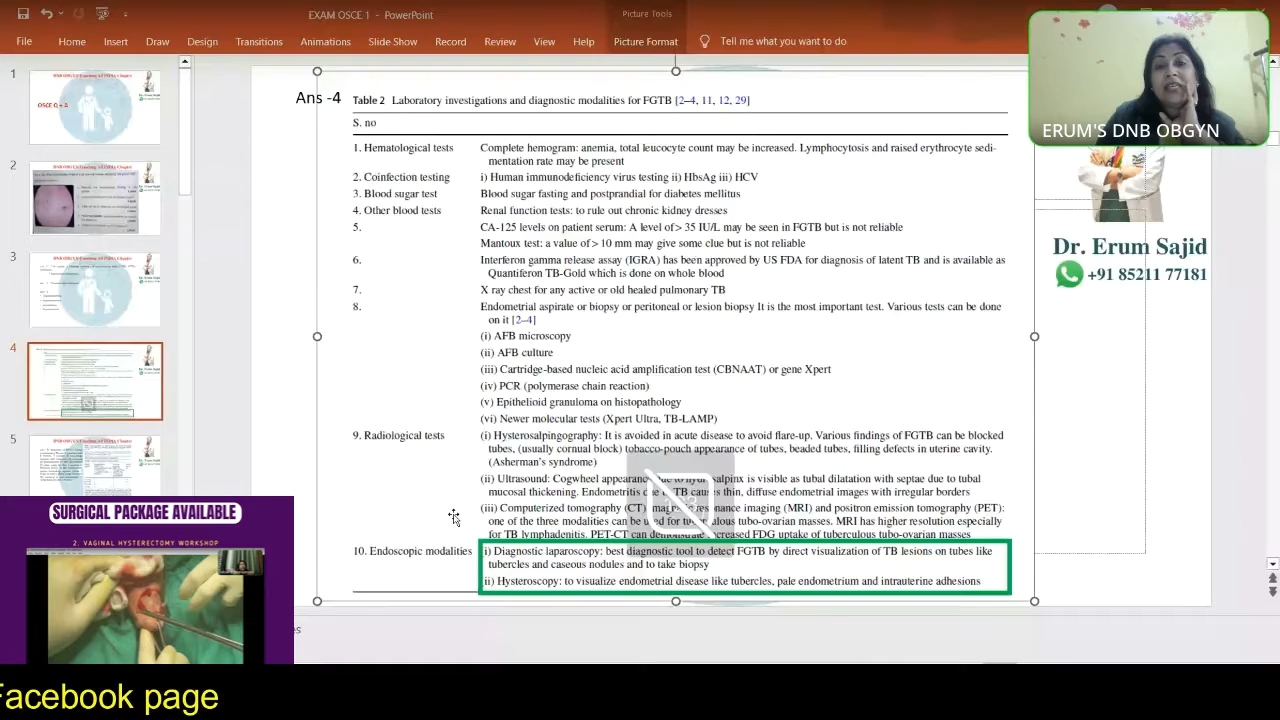 EXAM OSCE 1 - PowerPoint
Picture Tools
File Home Insert Draw Design Transitions Animations Slide Show Record Review View Help Picture Format Tell me what you want to do
1
OSCE Q + A
2
3
4
5
Ans -4
Table 2 Laboratory investigations and diagnostic modalities for FGTB [2–4, 11, 12, 29]
S. no
1. Hematological tests Complete hemogram: anemia, total leucocyte count may be increased. Lymphocytosis and raised erythrocyte sedi-
mentation rate may be present
2. Coinfection testing i) Human immunodeficiency virus testing ii) HbsAg iii) HCV
3. Blood sugar test Blood sugar fasting and postprandial for diabetes mellitus
4. Other blood tests Renal function tests: to rule out chronic kidney dresses
5. CA-125 levels on patient serum: A level of > 35 IU/L may be seen in FGTB but is not reliable
Mantoux test: a value of > 10 mm may give some clue but is not reliable
6. Interferon gamma release assay (IGRA) has been approved by US FDA for diagnosis of latent TB and is available as
Quantiferon TB-Gold which is done on whole blood
7. X ray chest for any active or old healed pulmonary TB
8. Endometrial aspirate or biopsy or peritoneal or lesion biopsy It is the most important test. Various tests can be done
on it [2–4]
(i) AFB microscopy
(ii) AFB culture
(iii) Cartridge-based nucleic acid amplification test (CBNAAT) or gene Xpert
(iv) PCR (polymerase chain reaction)
(v) Epithelioid granuloma on histopathology
(vi) Newer molecular tests (Xpert Ultra, TB-LAMP)
9. Radiological tests (i) Hysterosalpingography: It is avoided in acute disease to avoid flare-up. Various findings of FGTB can be blocked
tubes, (usually cornual block) tobacco-pouch appearance of tubes, beaded tubes, filling defects in uterine cavity.
(Asherman's syndrome)
(ii) Ultrasound: Cogwheel appearance due to hydrosalpinx is visible as tubal dilatation with septae due to tubal
mucosal thickening. Endometritis due to TB causes thin, diffuse endometrial images with irregular borders
(iii) Computerized tomography (CT) magnetic resonance imaging (MRI) and positron emission tomography (PET):
one of the three modalities can be used for tuberculous tubo-ovarian masses. MRI has higher resolution especially
for TB lymphadenitis. PET-CT can demonstrate increased FDG uptake of tuberculous tubo-ovarian masses
10. Endoscopic modalities i) Diagnostic laparoscopy: best diagnostic tool to detect FGTB by direct visualization of TB lesions on tubes like
tubercles and caseous nodules and to take biopsy
ii) Hysteroscopy: to visualize endometrial disease like tubercles, pale endometrium and intrauterine adhesions
ERUM'S DNB OBGYN
Dr. Erum Sajid
+91 85211 77181
SURGICAL PACKAGE AVAILABLE
2. VAGINAL HYSTERECTOMY WORKSHOP
es
Facebook page